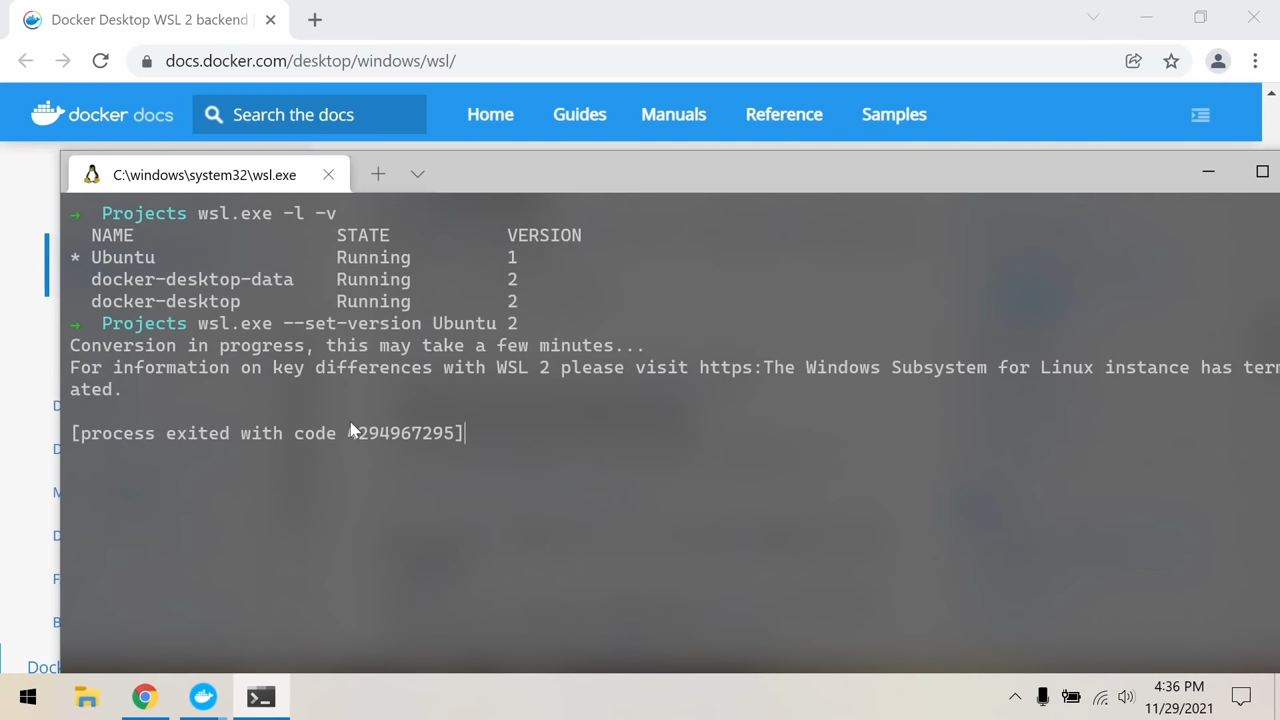 Docker Desktop WSL 2 backend
docs.docker.com/desktop/windows/wsl/
docker docs
Search the docs
Home
Guides
Manuals
Reference
Samples
C:\windows\system32\wsl.exe
→ Projects wsl.exe -l -v
NAME STATE VERSION
* Ubuntu Running 1
docker-desktop-data Running 2
docker-desktop Running 2
→ Projects wsl.exe --set-version Ubuntu 2
Conversion in progress, this may take a few minutes...
For information on key differences with WSL 2 please visit https:The Windows Subsystem for Linux instance has term
ated.
[process exited with code 4294967295]
D
D
M
D
F
B
Dock
4:36 PM
11/29/2021